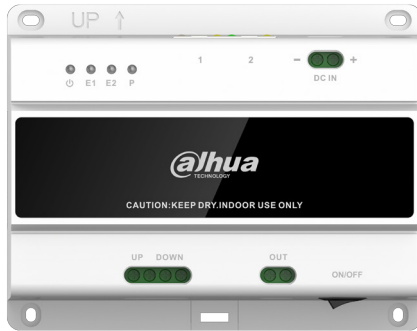 UP ↑
1 2 - +
DC IN
E1 E2 P
alhua
TECHNOLOGY
CAUTION:KEEP DRY.INDOOR USE ONLY
UP DOWN OUT
ON/OFF